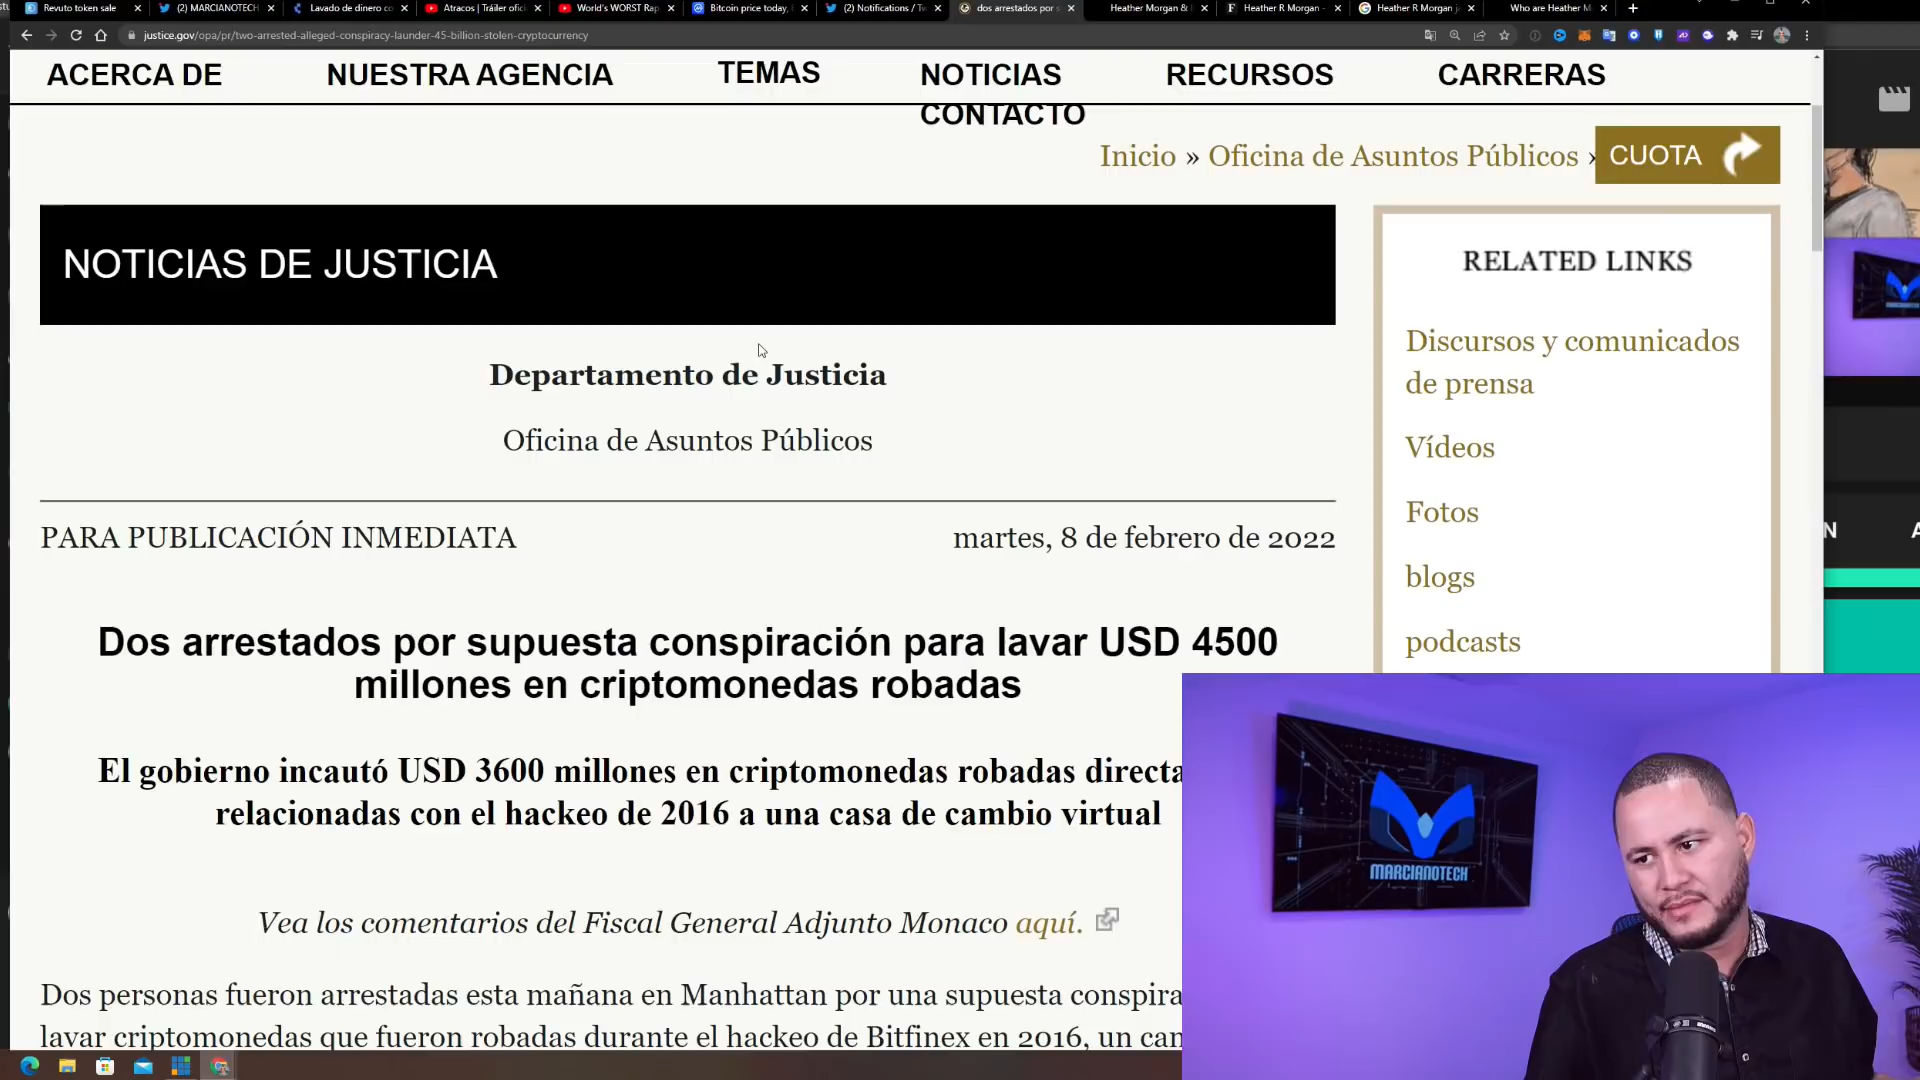 Revuto token sale
(2) MARCIANOTECH
Lavado de dinero co
Atracos | Tráiler ofici
World's WORST Rap
Bitcoin price today,
(2) Notifications / Tw
dos arrestados por s
Heather Morgan &
Heather R Morgan -
Heather R Morgan
Who are Heather M
justice.gov/opa/pr/two-arrested-alleged-conspiracy-launder-45-billion-stolen-cryptocurrency
ACERCA DE
NUESTRA AGENCIA
TEMAS
NOTICIAS
RECURSOS
CARRERAS
CONTACTO
Inicio » Oficina de Asuntos Públicos »
CUOTA
NOTICIAS DE JUSTICIA
Departamento de Justicia
Oficina de Asuntos Públicos
PARA PUBLICACIÓN INMEDIATA
martes, 8 de febrero de 2022
Dos arrestados por supuesta conspiración para lavar USD 4500
millones en criptomonedas robadas
El gobierno incautó USD 3600 millones en criptomonedas robadas directa
relacionadas con el hackeo de 2016 a una casa de cambio virtual
Vea los comentarios del Fiscal General Adjunto Monaco aquí.
Dos personas fueron arrestadas esta mañana en Manhattan por una supuesta conspira
lavar criptomonedas que fueron robadas durante el hackeo de Bitfinex en 2016, un can
RELATED LINKS
Discursos y comunicados
de prensa
Vídeos
Fotos
blogs
podcasts
N
A
MARCIANOTECH